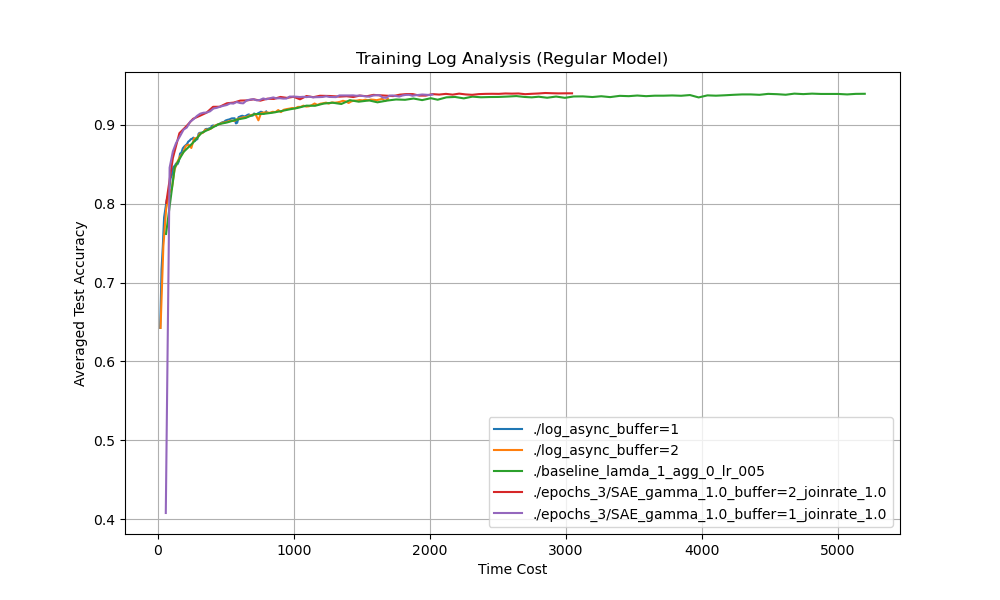 Training Log Analysis (Regular Model)
Averaged Test Accuracy
0.9
0.8
0.7
0.6
0.5
0.4
./log_async_buffer=1
./log_async_buffer=2
./baseline_lamda_1_agg_0_lr_005
./epochs_3/SAE_gamma_1.0_buffer=2_joinrate_1.0
./epochs_3/SAE_gamma_1.0_buffer=1_joinrate_1.0
0 1000 2000 3000 4000 5000
Time Cost